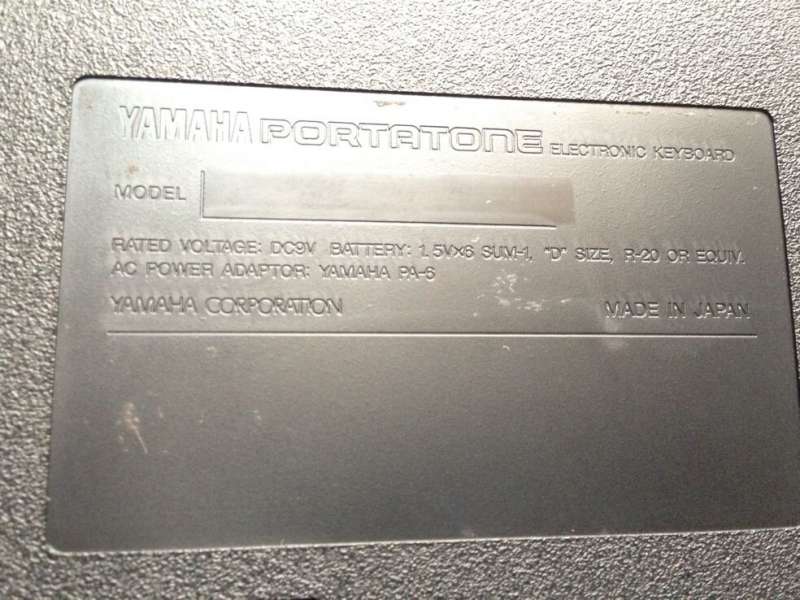 YAMAHA PORTATONE ELECTRONIC KEYBOARD
MODEL
RATED VOLTAGE: DC9V BATTERY: 1.5V×6 SUM-1, "D" SIZE, R-20 OR EQUIV.
AC POWER ADAPTOR: YAMAHA PA-6
YAMAHA CORPORATION MADE IN JAPAN